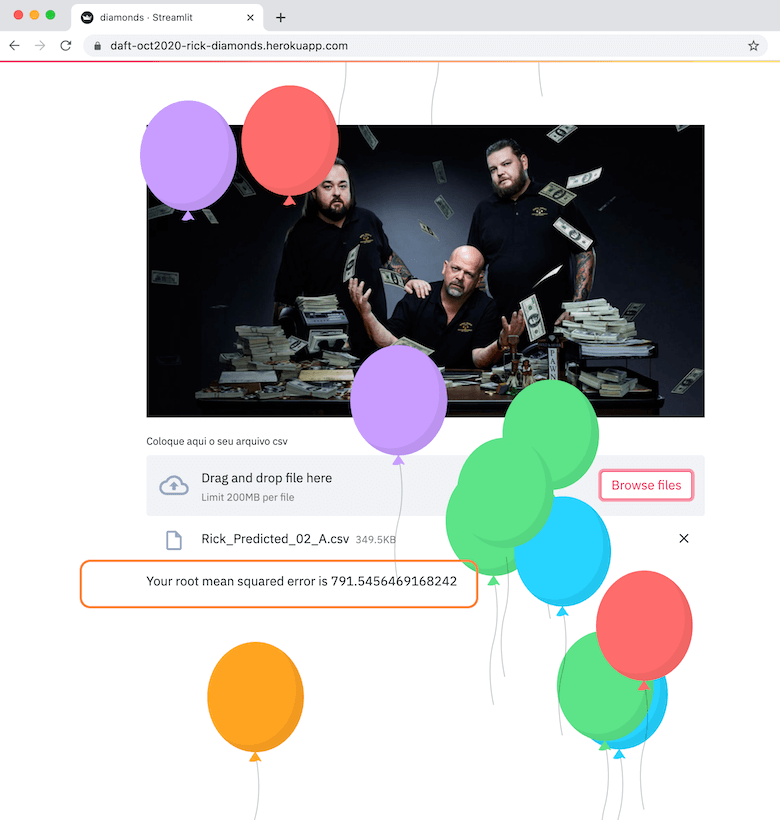 diamonds · Streamlit
daft-oct2020-rick-diamonds.herokuapp.com
PAWN
Coloque aqui o seu arquivo csv
Drag and drop file here
Limit 200MB per file
Browse files
Rick_Predicted_02_A.csv 349.5KB
Your root mean squared error is 791.5456469168242